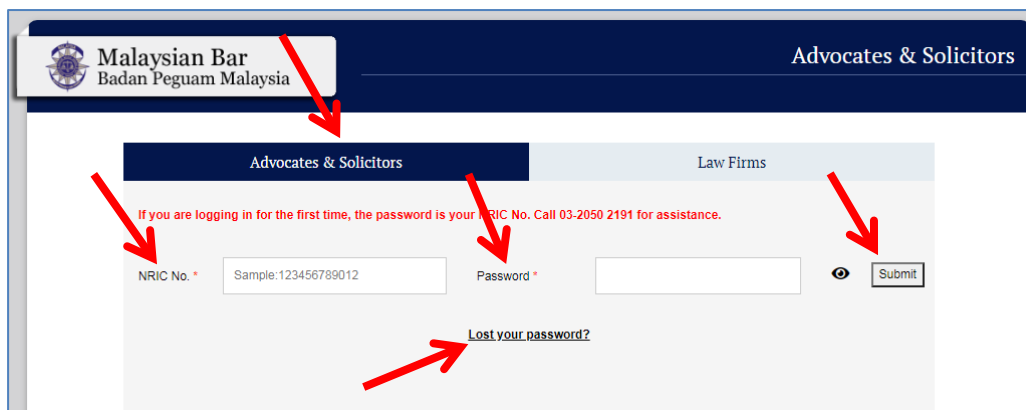 Malaysian Bar
Badan Peguam Malaysia
Advocates & Solicitors
Advocates & Solicitors
Law Firms
If you are logging in for the first time, the password is your NRIC No. Call 03-2050 2191 for assistance.
NRIC No. *
Sample:123456789012
Password *
Submit
Lost your password?